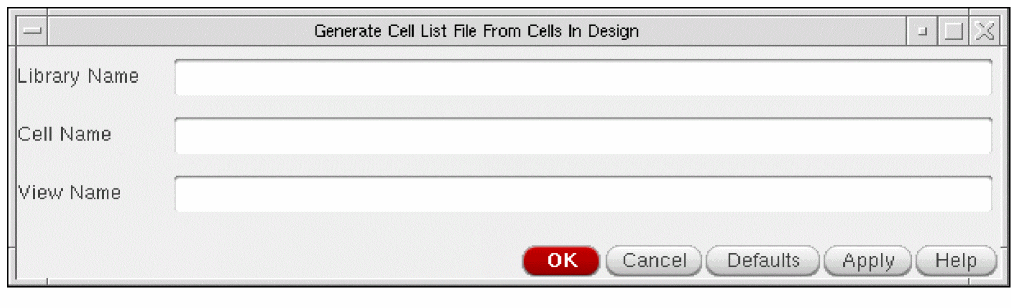 Generate Cell List File From Cells In Design
Library Name
Cell Name
View Name
OK Cancel Defaults Apply Help